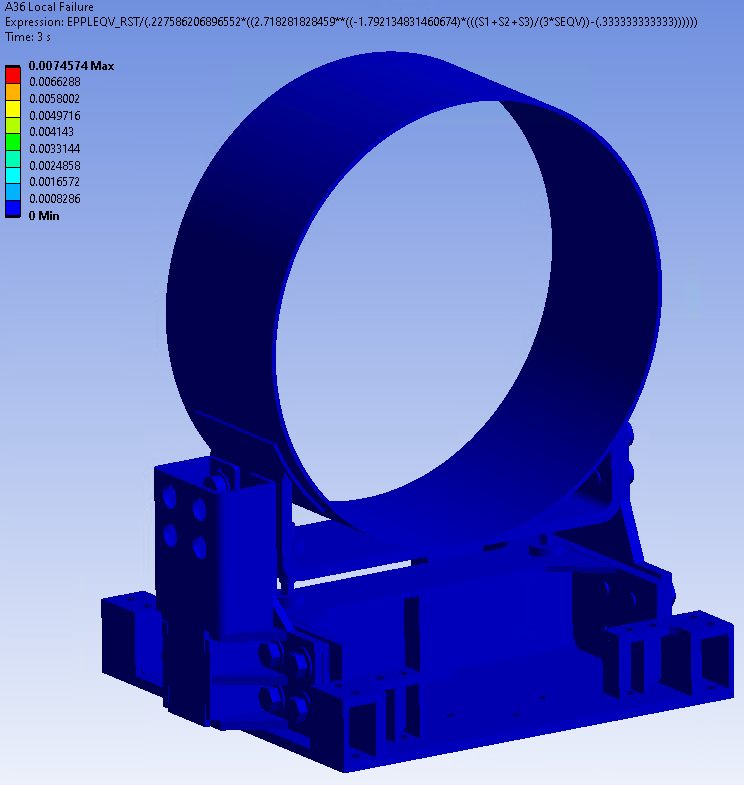 A36 Local Failure
Expression: EPPLEQV_RST/(.227586206896552*((2.718281828459**((-1.792134831460674)*(((S1+S2+S3)/(3*SEQV))-(.333333333333))))))
Time: 3 s
0.0074574 Max
0.0066288
0.0058002
0.0049716
0.004143
0.0033144
0.0024858
0.0016572
0.0008286
0 Min